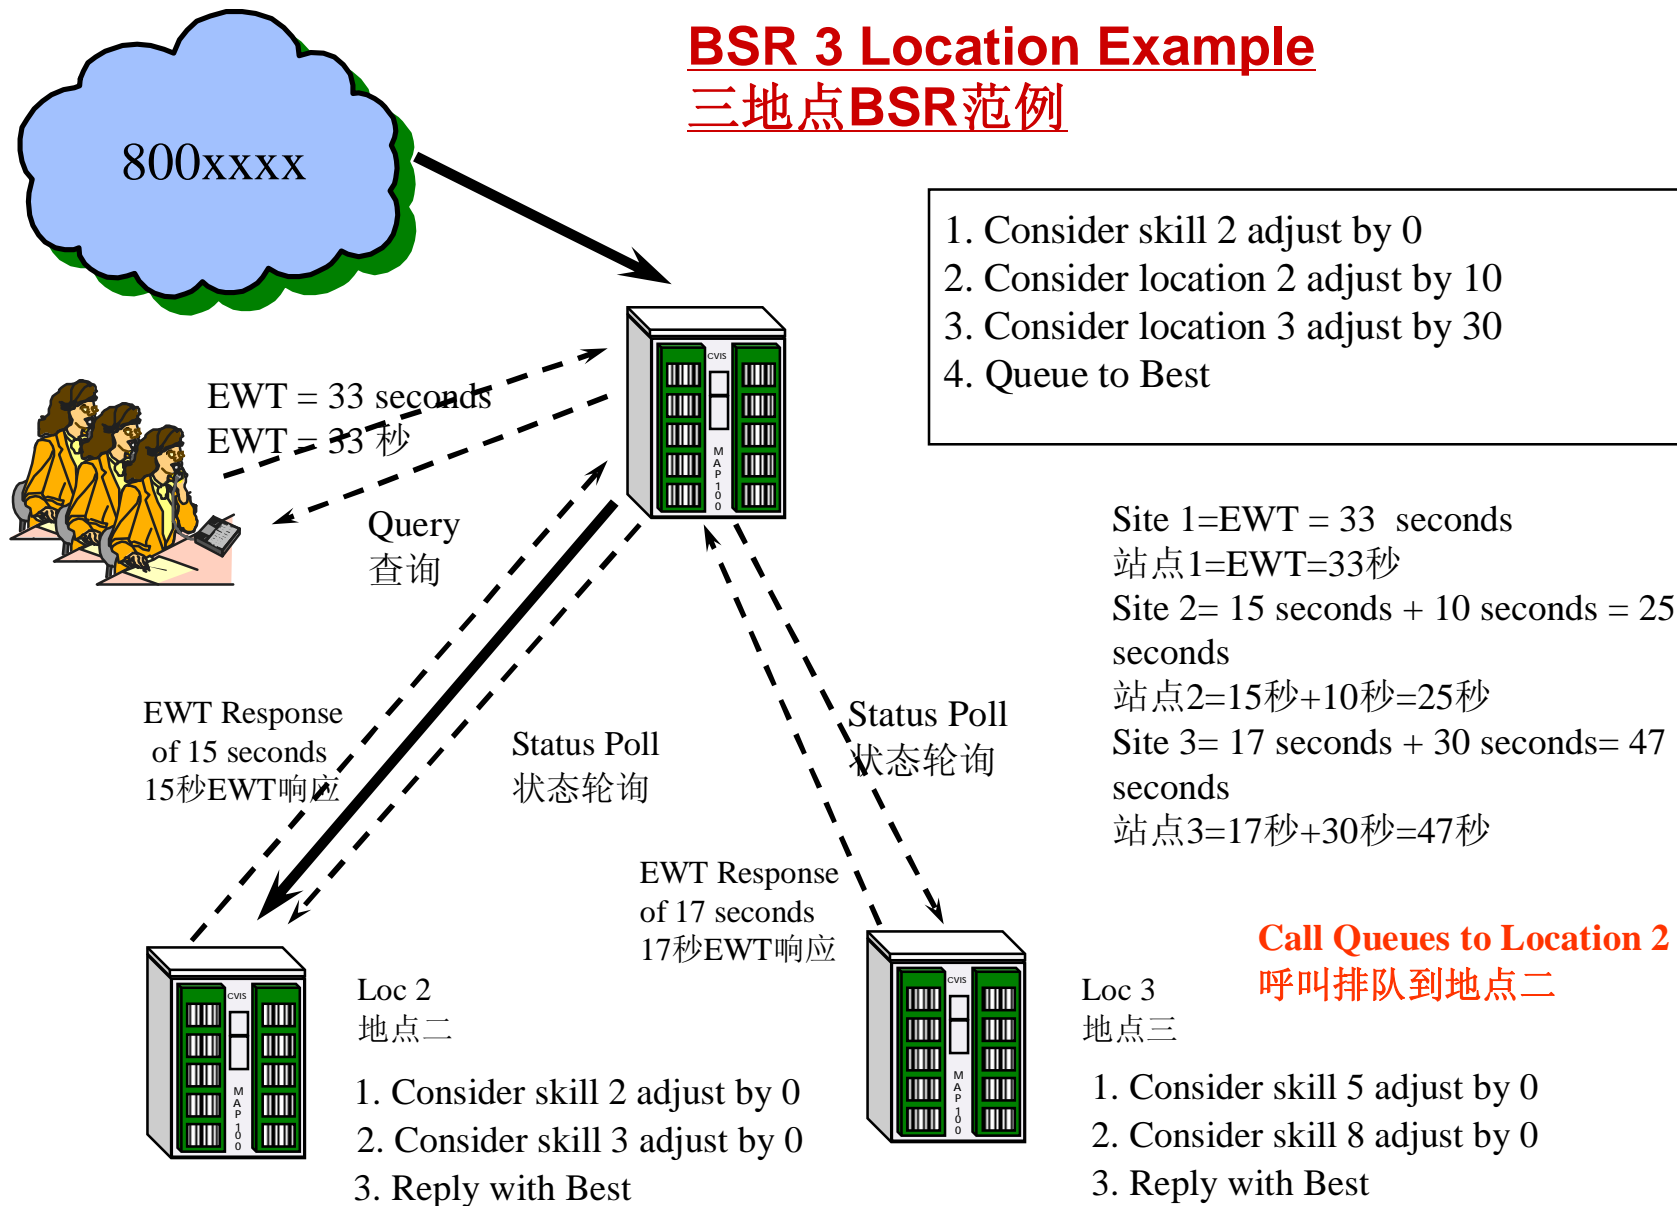 BSR 3 Location Example
三地点BSR范例
800xxxx
1. Consider skill 2 adjust by 0
2. Consider location 2 adjust by 10
3. Consider location 3 adjust by 30
4. Queue to Best
CVIS
MAP100
EWT = 33 seconds
EWT = 33 秒
Query
查询
Site 1=EWT = 33 seconds
站点1=EWT=33秒
Site 2= 15 seconds + 10 seconds = 25
seconds
站点2=15秒+10秒=25秒
Site 3= 17 seconds + 30 seconds= 47
seconds
站点3=17秒+30秒=47秒
EWT Response
of 15 seconds
15秒EWT响应
Status Poll
状态轮询
Status Poll
状态轮询
EWT Response
of 17 seconds
17秒EWT响应
Call Queues to Location 2
呼叫排队到地点二
CVIS
MAP100
Loc 2
地点二
1. Consider skill 2 adjust by 0
2. Consider skill 3 adjust by 0
3. Reply with Best
CVIS
MAP100
Loc 3
地点三
1. Consider skill 5 adjust by 0
2. Consider skill 8 adjust by 0
3. Reply with Best